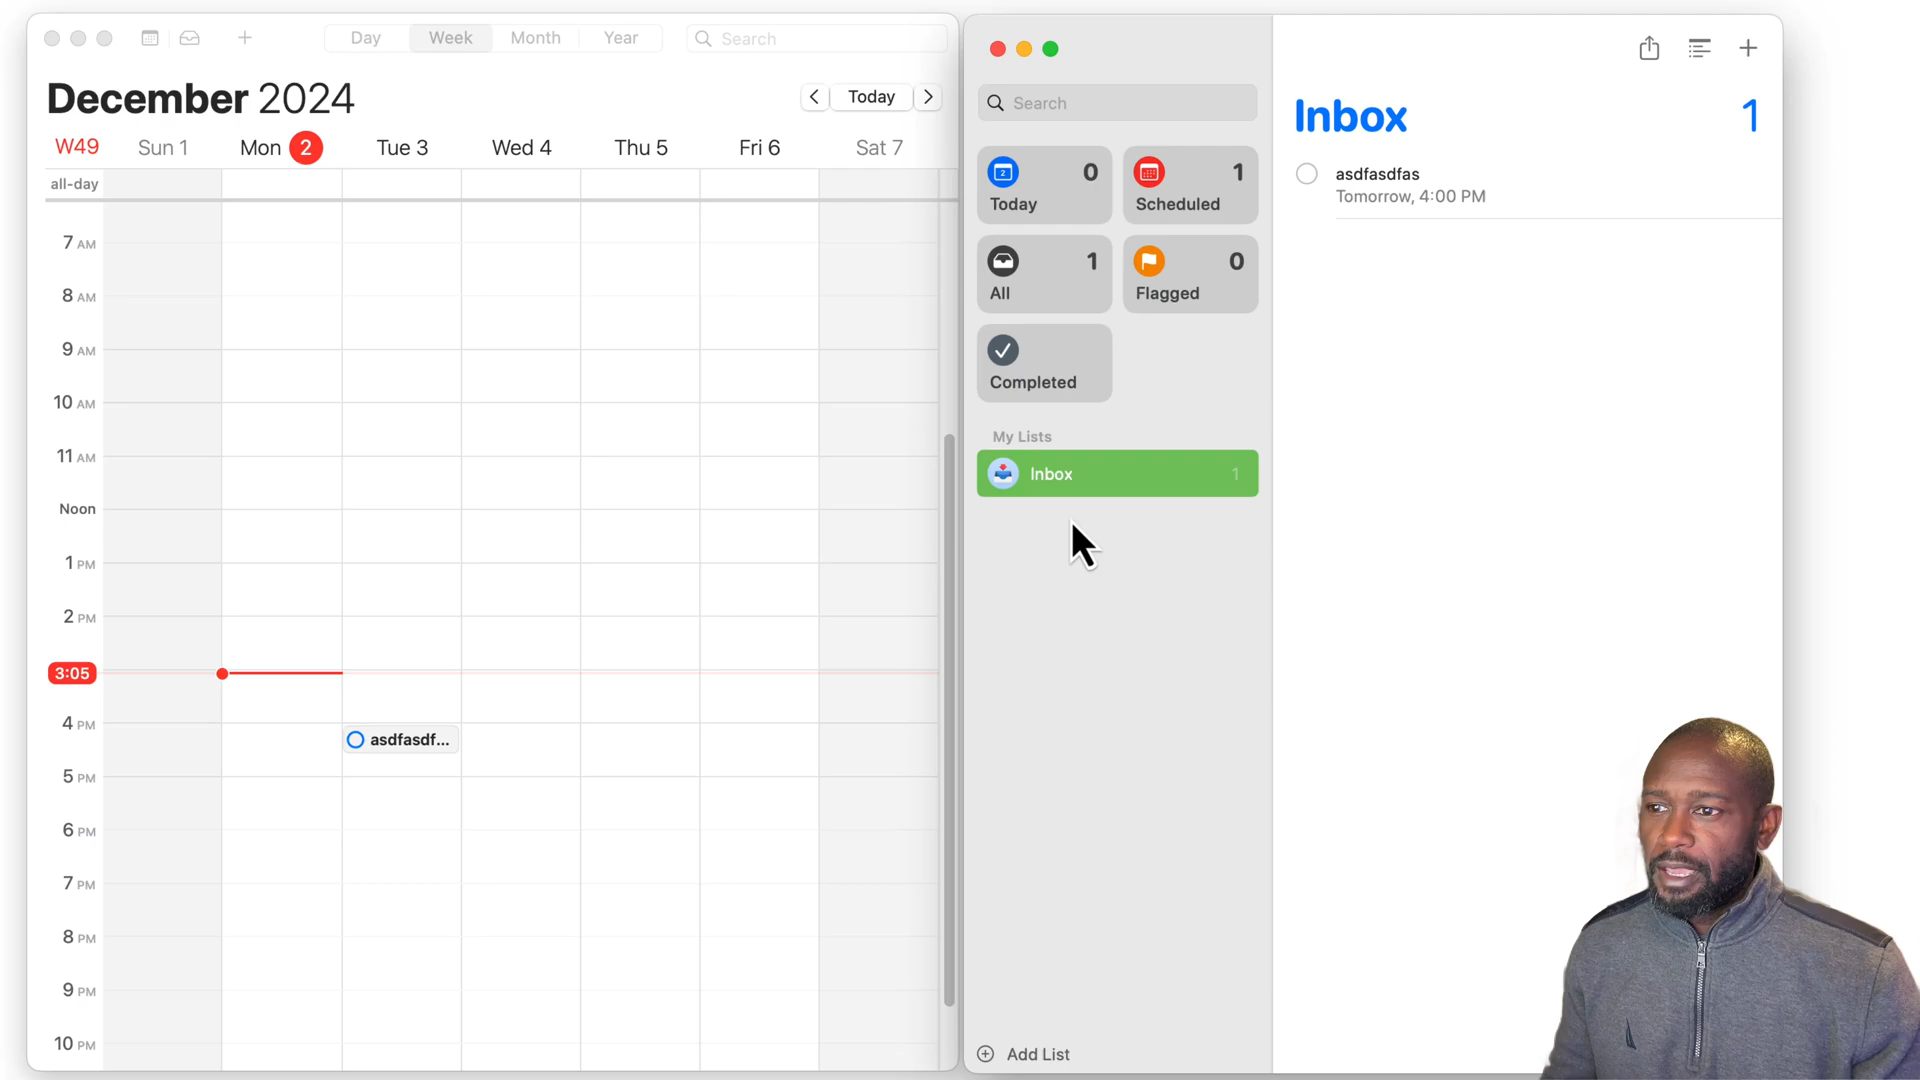 Day Week Month Year Search
December 2024
Today
W49 Sun 1 Mon 2 Tue 3 Wed 4 Thu 5 Fri 6 Sat 7
all-day
7 AM
8 AM
9 AM
10 AM
11 AM
Noon
1 PM
2 PM
3:05
4 PM
asdfasdf...
5 PM
6 PM
7 PM
8 PM
9 PM
10 PM
Search
2 0
Today
1
Scheduled
1
All
0
Flagged
Completed
My Lists
Inbox 1
Add List
Inbox 1
asdfasdfas
Tomorrow, 4:00 PM